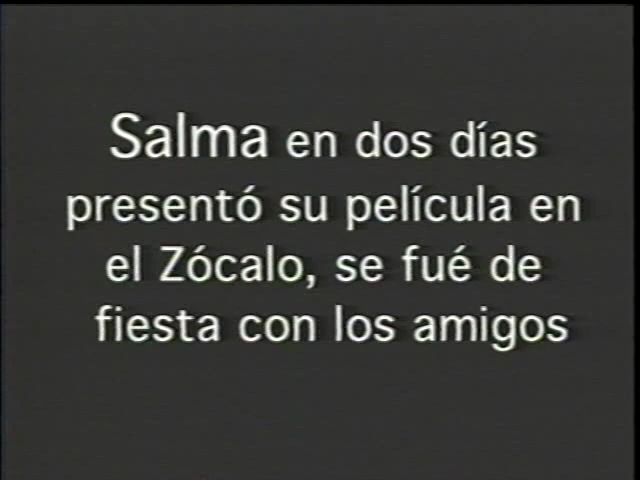 Salma en dos días
presentó su película en
el Zócalo, se fué de
fiesta con los amigos